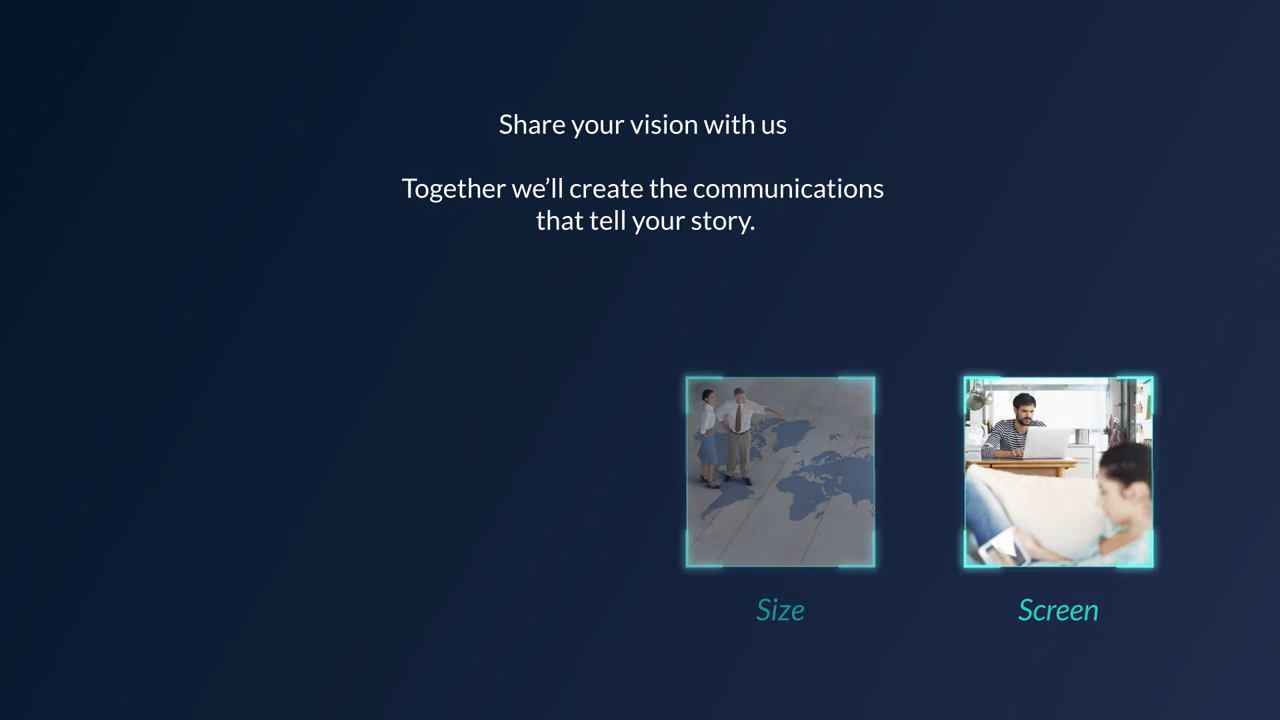 Share your vision with us
Together we’ll create the communications
that tell your story.
Size
Screen